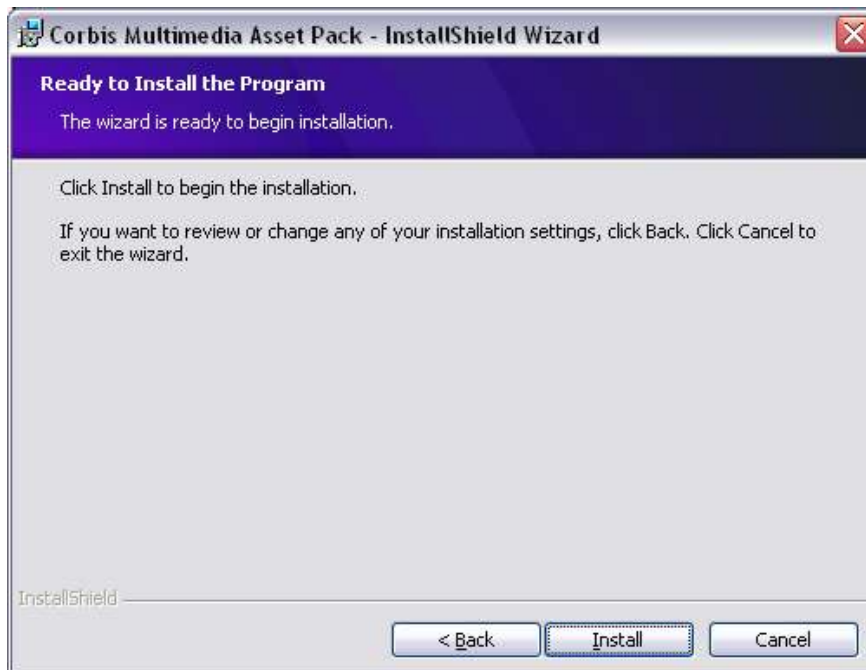 Corbis Multimedia Asset Pack - InstallShield Wizard
Ready to Install the Program
The wizard is ready to begin installation.
Click Install to begin the installation.
If you want to review or change any of your installation settings, click Back. Click Cancel to
exit the wizard.
InstallShield
< Back
Install
Cancel